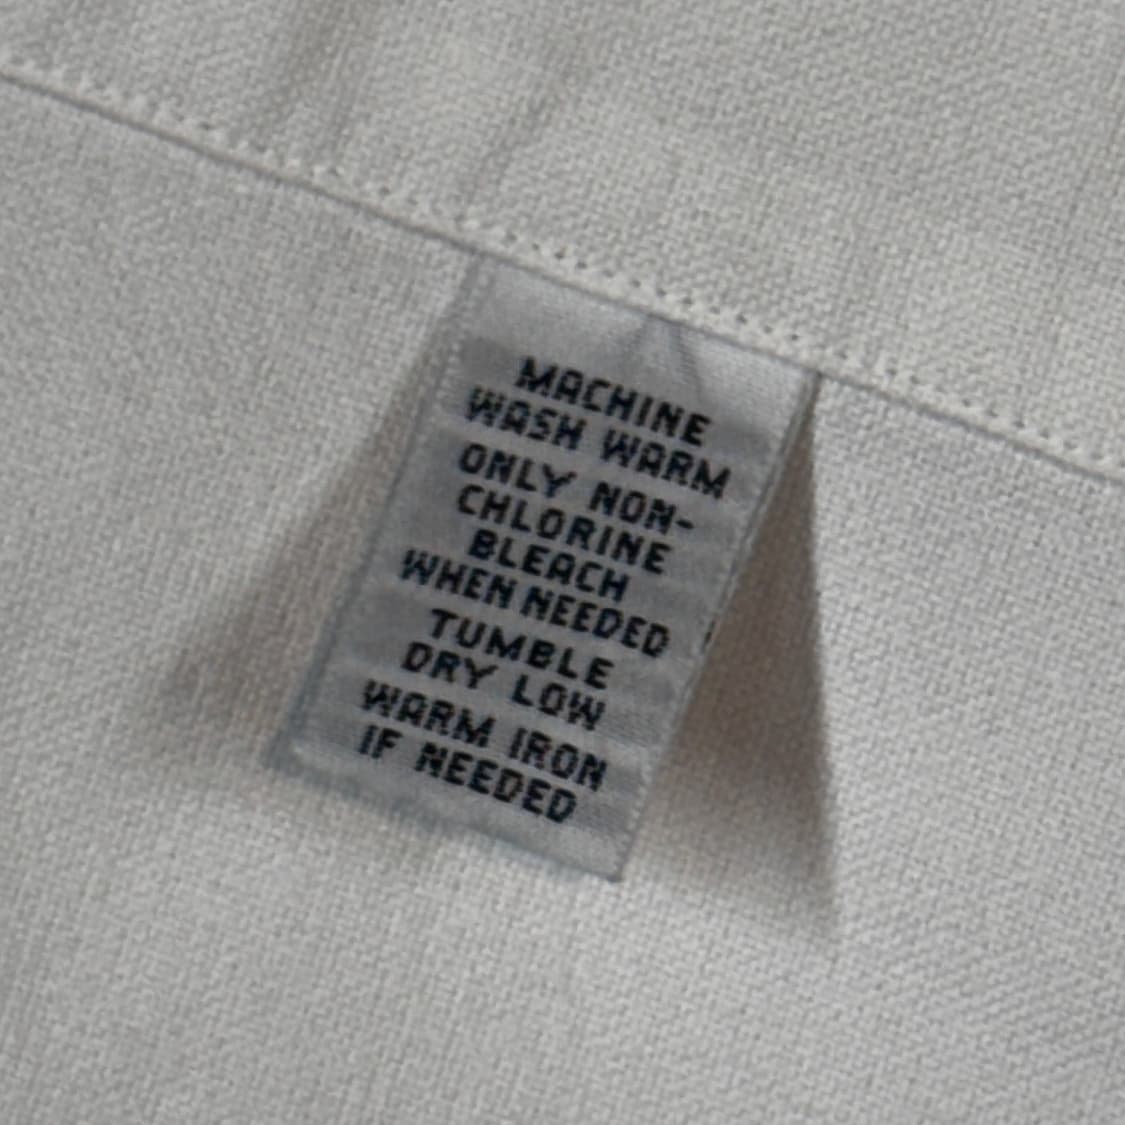 MACHINE
WASH WARM
ONLY NON-
CHLORINE
BLEACH
WHEN NEEDED
TUMBLE
DRY LOW
WARM IRON
IF NEEDED